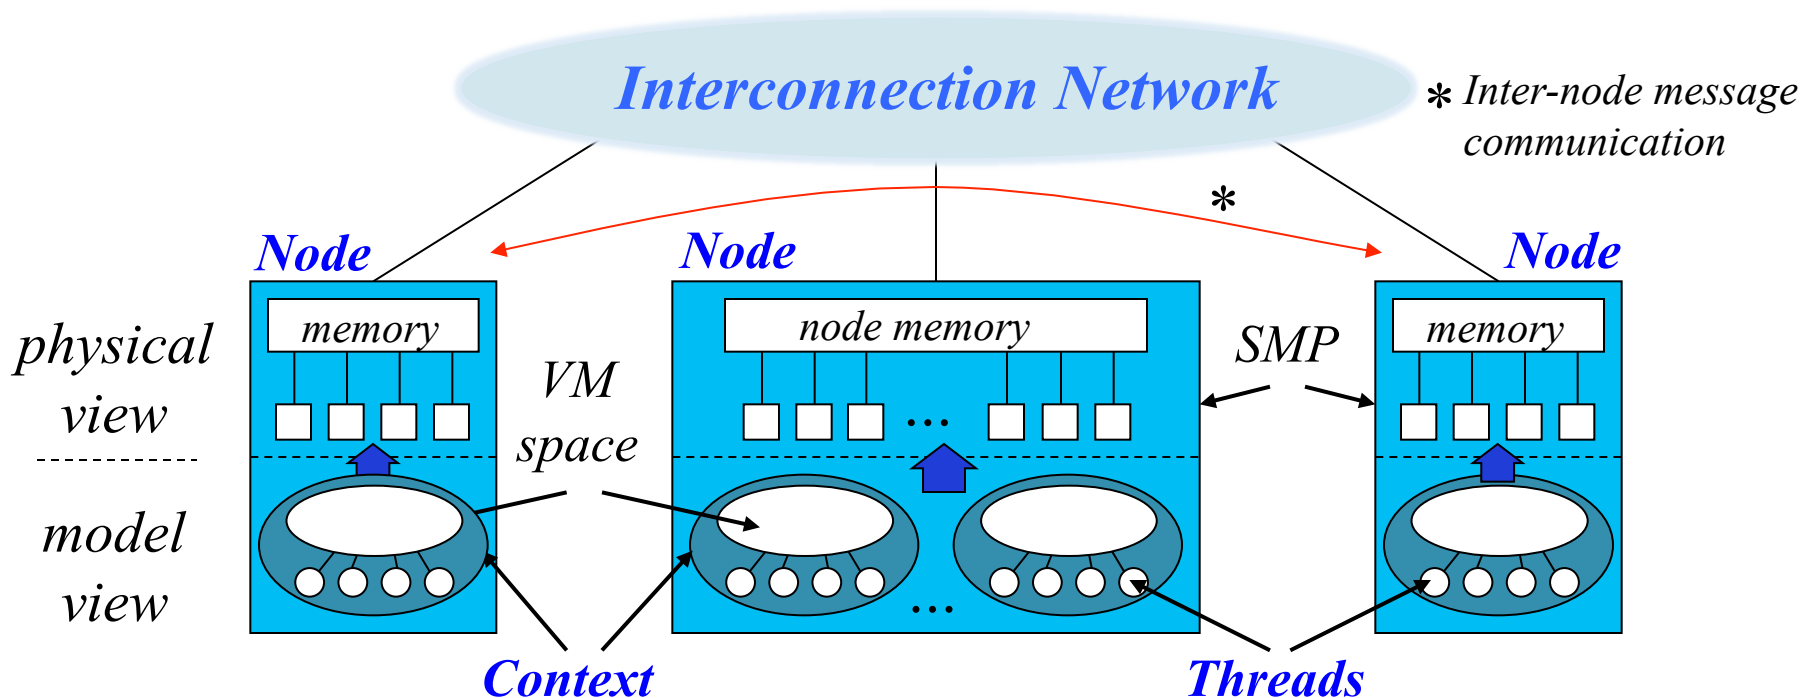 Interconnection Network
* Inter-node message
communication
*
Node
Node
Node
physical
view
memory
node memory
memory
SMP
VM
space
...
model
view
...
Context
Threads